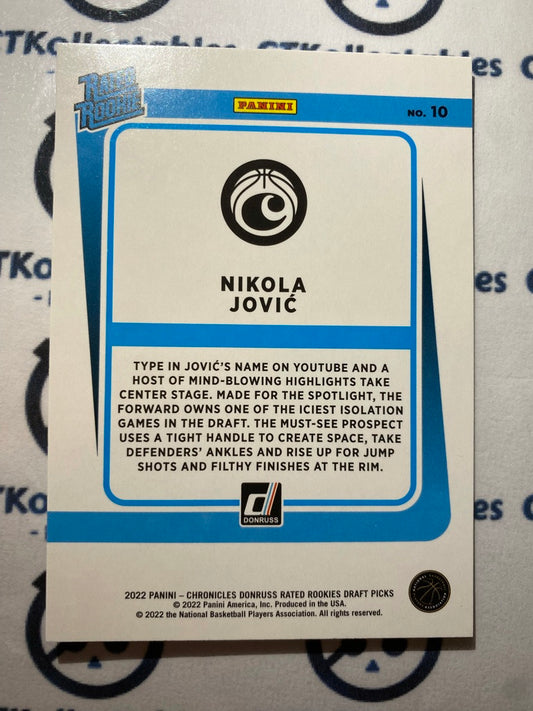 CTKollectables
RATED
ROOKIE
PANINI
NO. 10
NIKOLA
JOVIĆ
TYPE IN JOVIĆ'S NAME ON YOUTUBE AND A
HOST OF MIND-BLOWING HIGHLIGHTS TAKE
CENTER STAGE. MADE FOR THE SPOTLIGHT, THE
FORWARD OWNS ONE OF THE ICIEST ISOLATION
GAMES IN THE DRAFT. THE MUST-SEE PROSPECT
USES A TIGHT HANDLE TO CREATE SPACE, TAKE
DEFENDERS' ANKLES AND RISE UP FOR JUMP
SHOTS AND FILTHY FINISHES AT THE RIM.
DONRUSS
2022 PANINI – CHRONICLES DONRUSS RATED ROOKIES DRAFT PICKS
© 2022 Panini America, Inc. Produced in the USA.
© 2022 the National Basketball Players Association. All rights reserved.